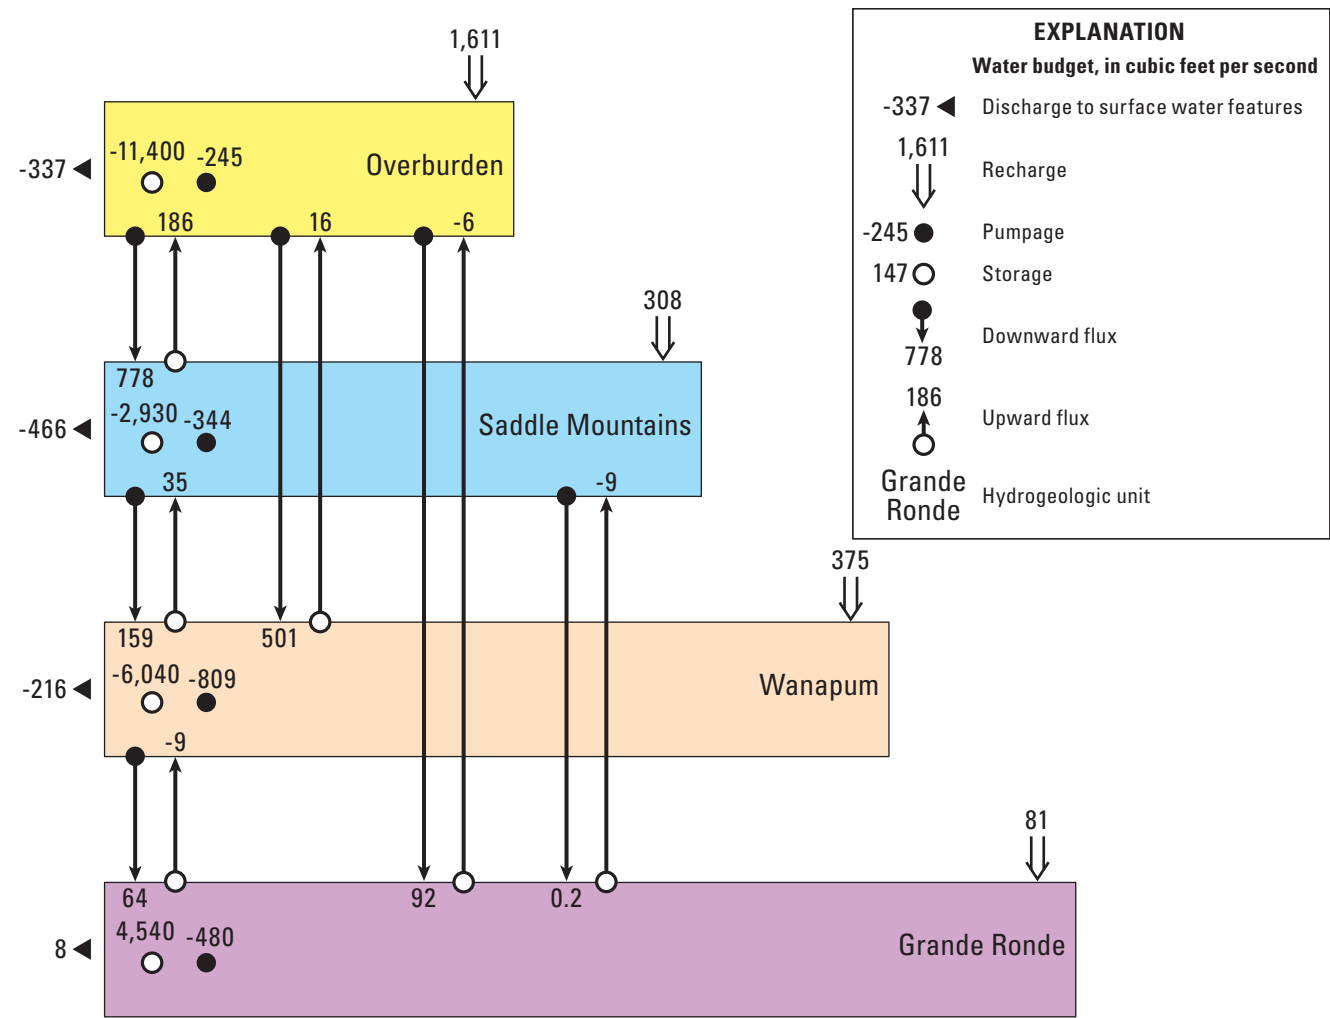 EXPLANATION
Water budget, in cubic feet per second
-337 Discharge to surface water features
1,611
Recharge
-245 Pumpage
147 Storage
Downward flux
778
186
Upward flux
Grande
Ronde
Hydrogeologic unit
1,611
-11,400 -245
Overburden
-337
186 16 -6
308
778
-2,930 -344
Saddle Mountains
-466
35 -9
375
159 501
-6,040 -809
Wanapum
-216
-9
81
64 92 0.2
4,540 -480
Grande Ronde
8